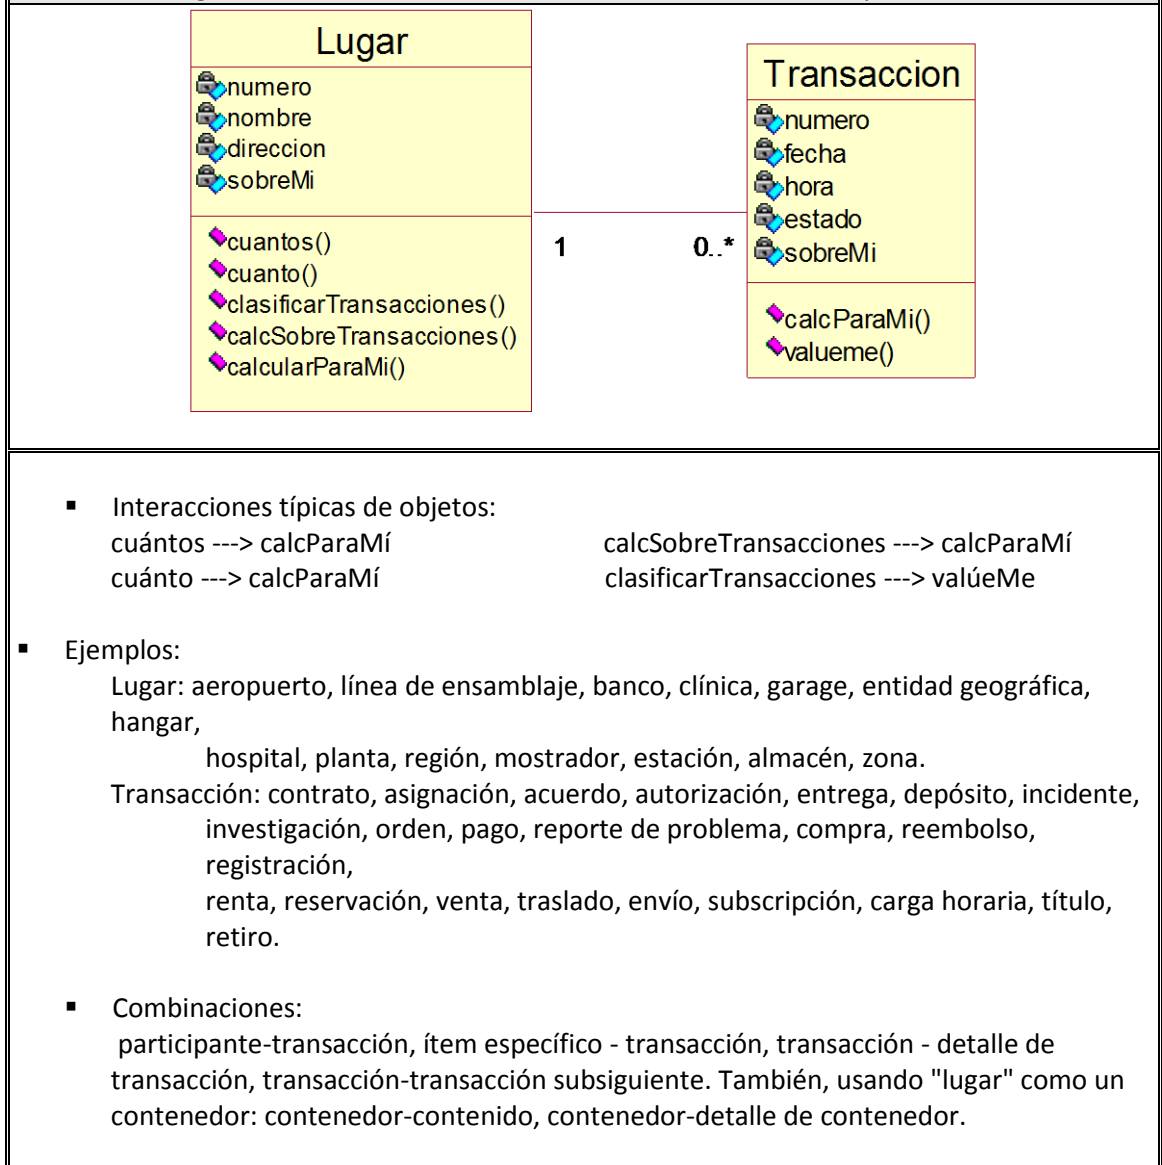 Lugar
numero
nombre
direccion
sobreMi
cuantos()
cuanto()
clasificarTransacciones()
calcSobreTransacciones()
calcularParaMi()
1
0..*
Transaccion
numero
fecha
hora
estado
sobreMi
calcParaMi()
valueme()
▪ Interacciones típicas de objetos:
cuántos ---> calcParaMí calcSobreTransacciones ---> calcParaMí
cuánto ---> calcParaMí clasificarTransacciones ---> valúeMe
▪ Ejemplos:
Lugar: aeropuerto, línea de ensamblaje, banco, clínica, garage, entidad geográfica,
hangar,
hospital, planta, región, mostrador, estación, almacén, zona.
Transacción: contrato, asignación, acuerdo, autorización, entrega, depósito, incidente,
investigación, orden, pago, reporte de problema, compra, reembolso,
registración,
renta, reservación, venta, traslado, envío, subscripción, carga horaria, título,
retiro.
▪ Combinaciones:
participante-transacción, ítem específico - transacción, transacción - detalle de
transacción, transacción-transacción subsiguiente. También, usando "lugar" como un
contenedor: contenedor-contenido, contenedor-detalle de contenedor.